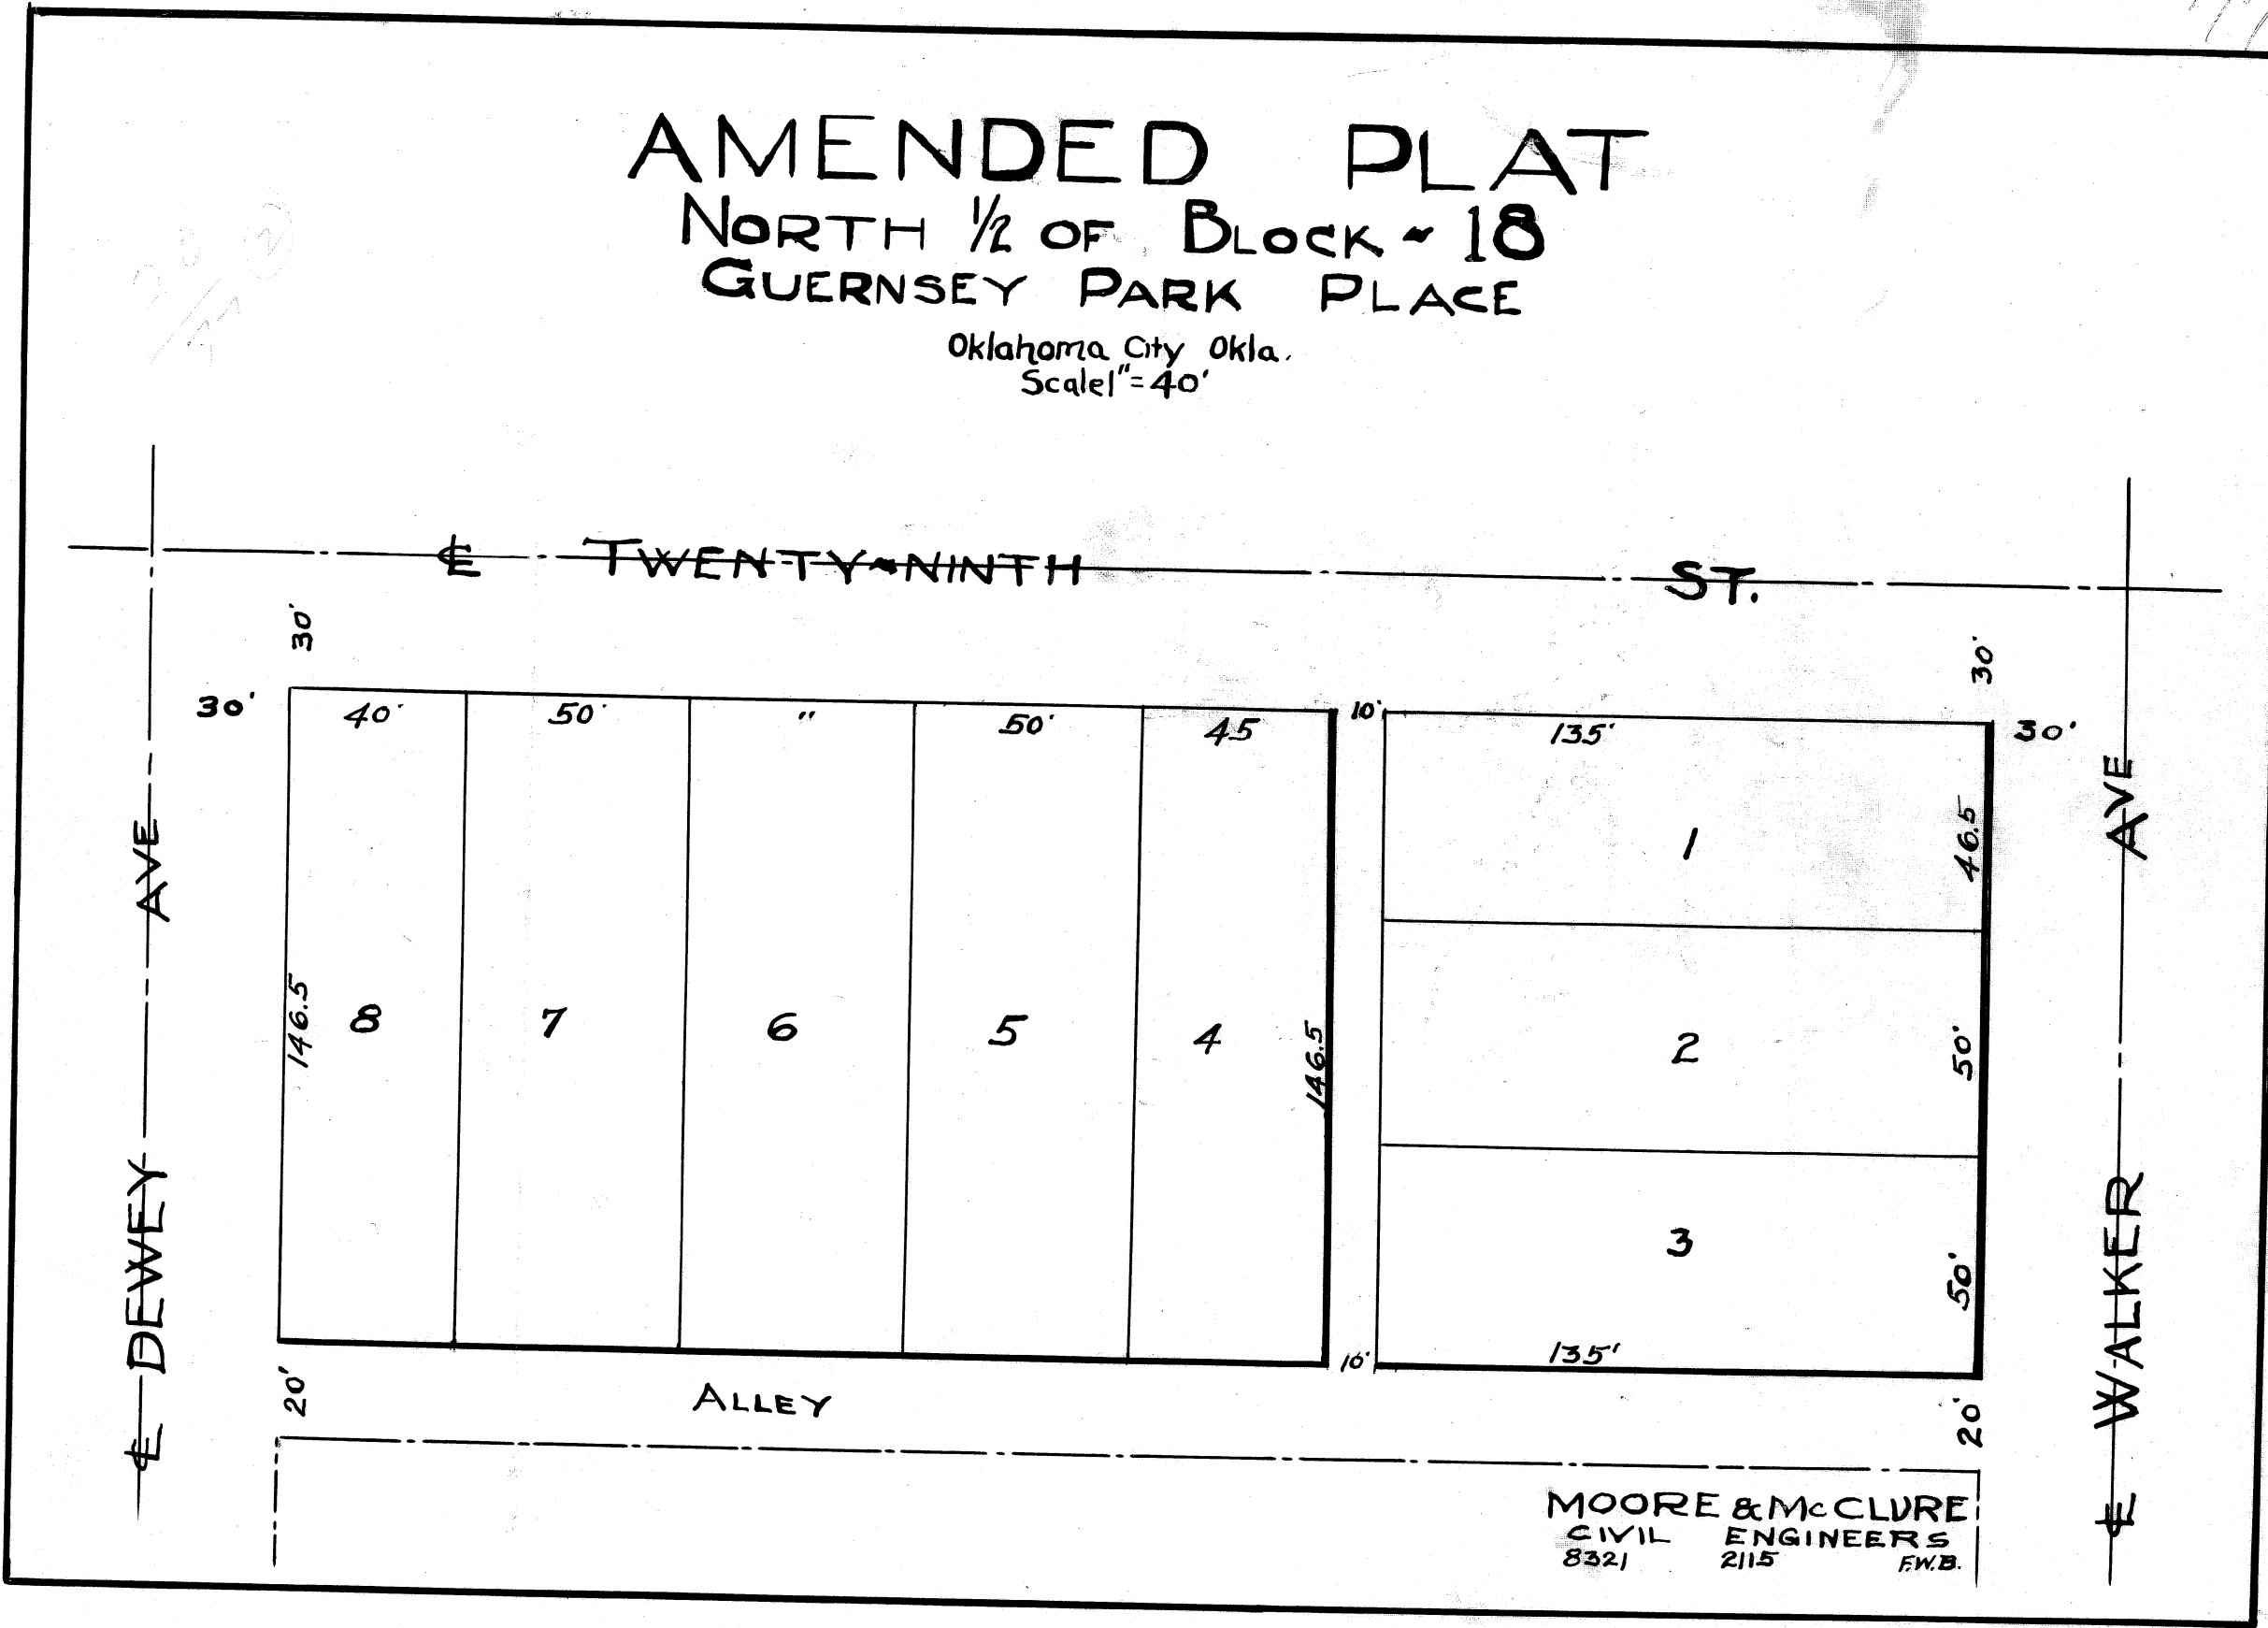 AMENDED PLAT
NORTH 1/2 OF BLOCK ~ 18
GUERNSEY PARK PLACE
Oklahoma City Okla.
Scale 1"=40'
℄ TWENTY~NINTH ST.
30'
30'
30' 40' 50' " 50' 45 10' 135' 30'
℄ DEWEY AVE
146.5
8 7 6 5 4
146.5
1
46.5
2
50'
3
50'
10' 135'
℄ WALKER AVE
20'
ALLEY
20'
MOORE & McCLURE
CIVIL ENGINEERS
8321 2115 F.W.B.